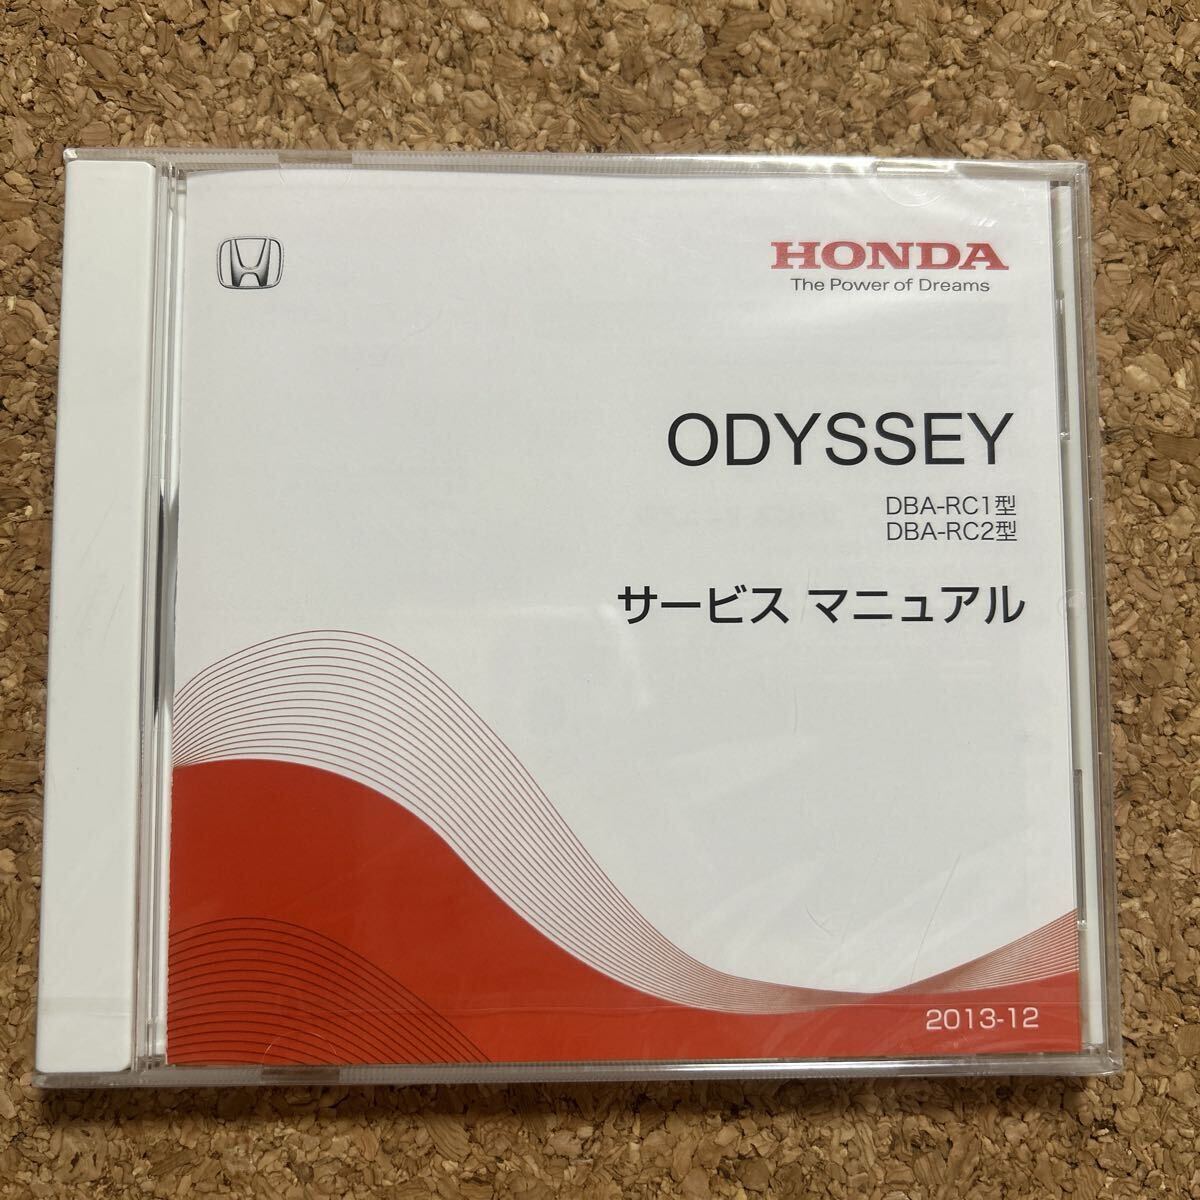 HONDA
The Power of Dreams
ODYSSEY
DBA-RC1型
DBA-RC2型
サービス マニュアル
2013-12